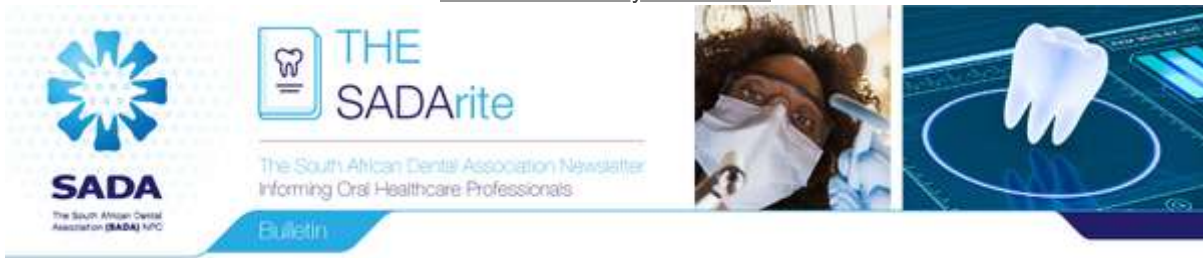 THE
SADArite
The South African Dental Association Newsletter
Informing Oral Healthcare Professionals
SADA
The South African Dental
Association (SADA) NPC
Bulletin